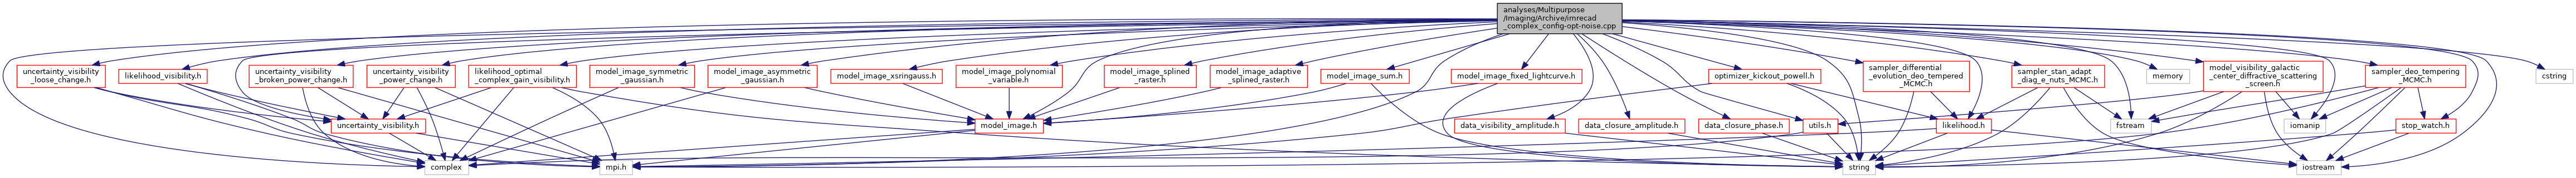 analyses/Multipurpose
/Imaging/Archive/imrecad
_complex_config-opt-noise.cpp
uncertainty_visibility
_loose_change.h
likelihood_visibility.h
uncertainty_visibility
_broken_power_change.h
uncertainty_visibility
_power_change.h
likelihood_optimal
_complex_gain_visibility.h
model_image_symmetric
_gaussian.h
model_image_asymmetric
_gaussian.h
model_image_xsringauss.h
model_image_polynomial
_variable.h
model_image_splined
_raster.h
model_image_adaptive
_splined_raster.h
model_image_sum.h
model_image_fixed_lightcurve.h
optimizer_kickout_powell.h
sampler_differential
_evolution_deo_tempered
_MCMC.h
sampler_stan_adapt
_diag_e_nuts_MCMC.h
memory
model_visibility_galactic
_center_diffractive_scattering
_screen.h
sampler_deo_tempering
_MCMC.h
cstring
uncertainty_visibility.h
model_image.h
data_visibility_amplitude.h
data_closure_amplitude.h
data_closure_phase.h
utils.h
likelihood.h
fstream
iomanip
stop_watch.h
complex
mpi.h
string
iostream